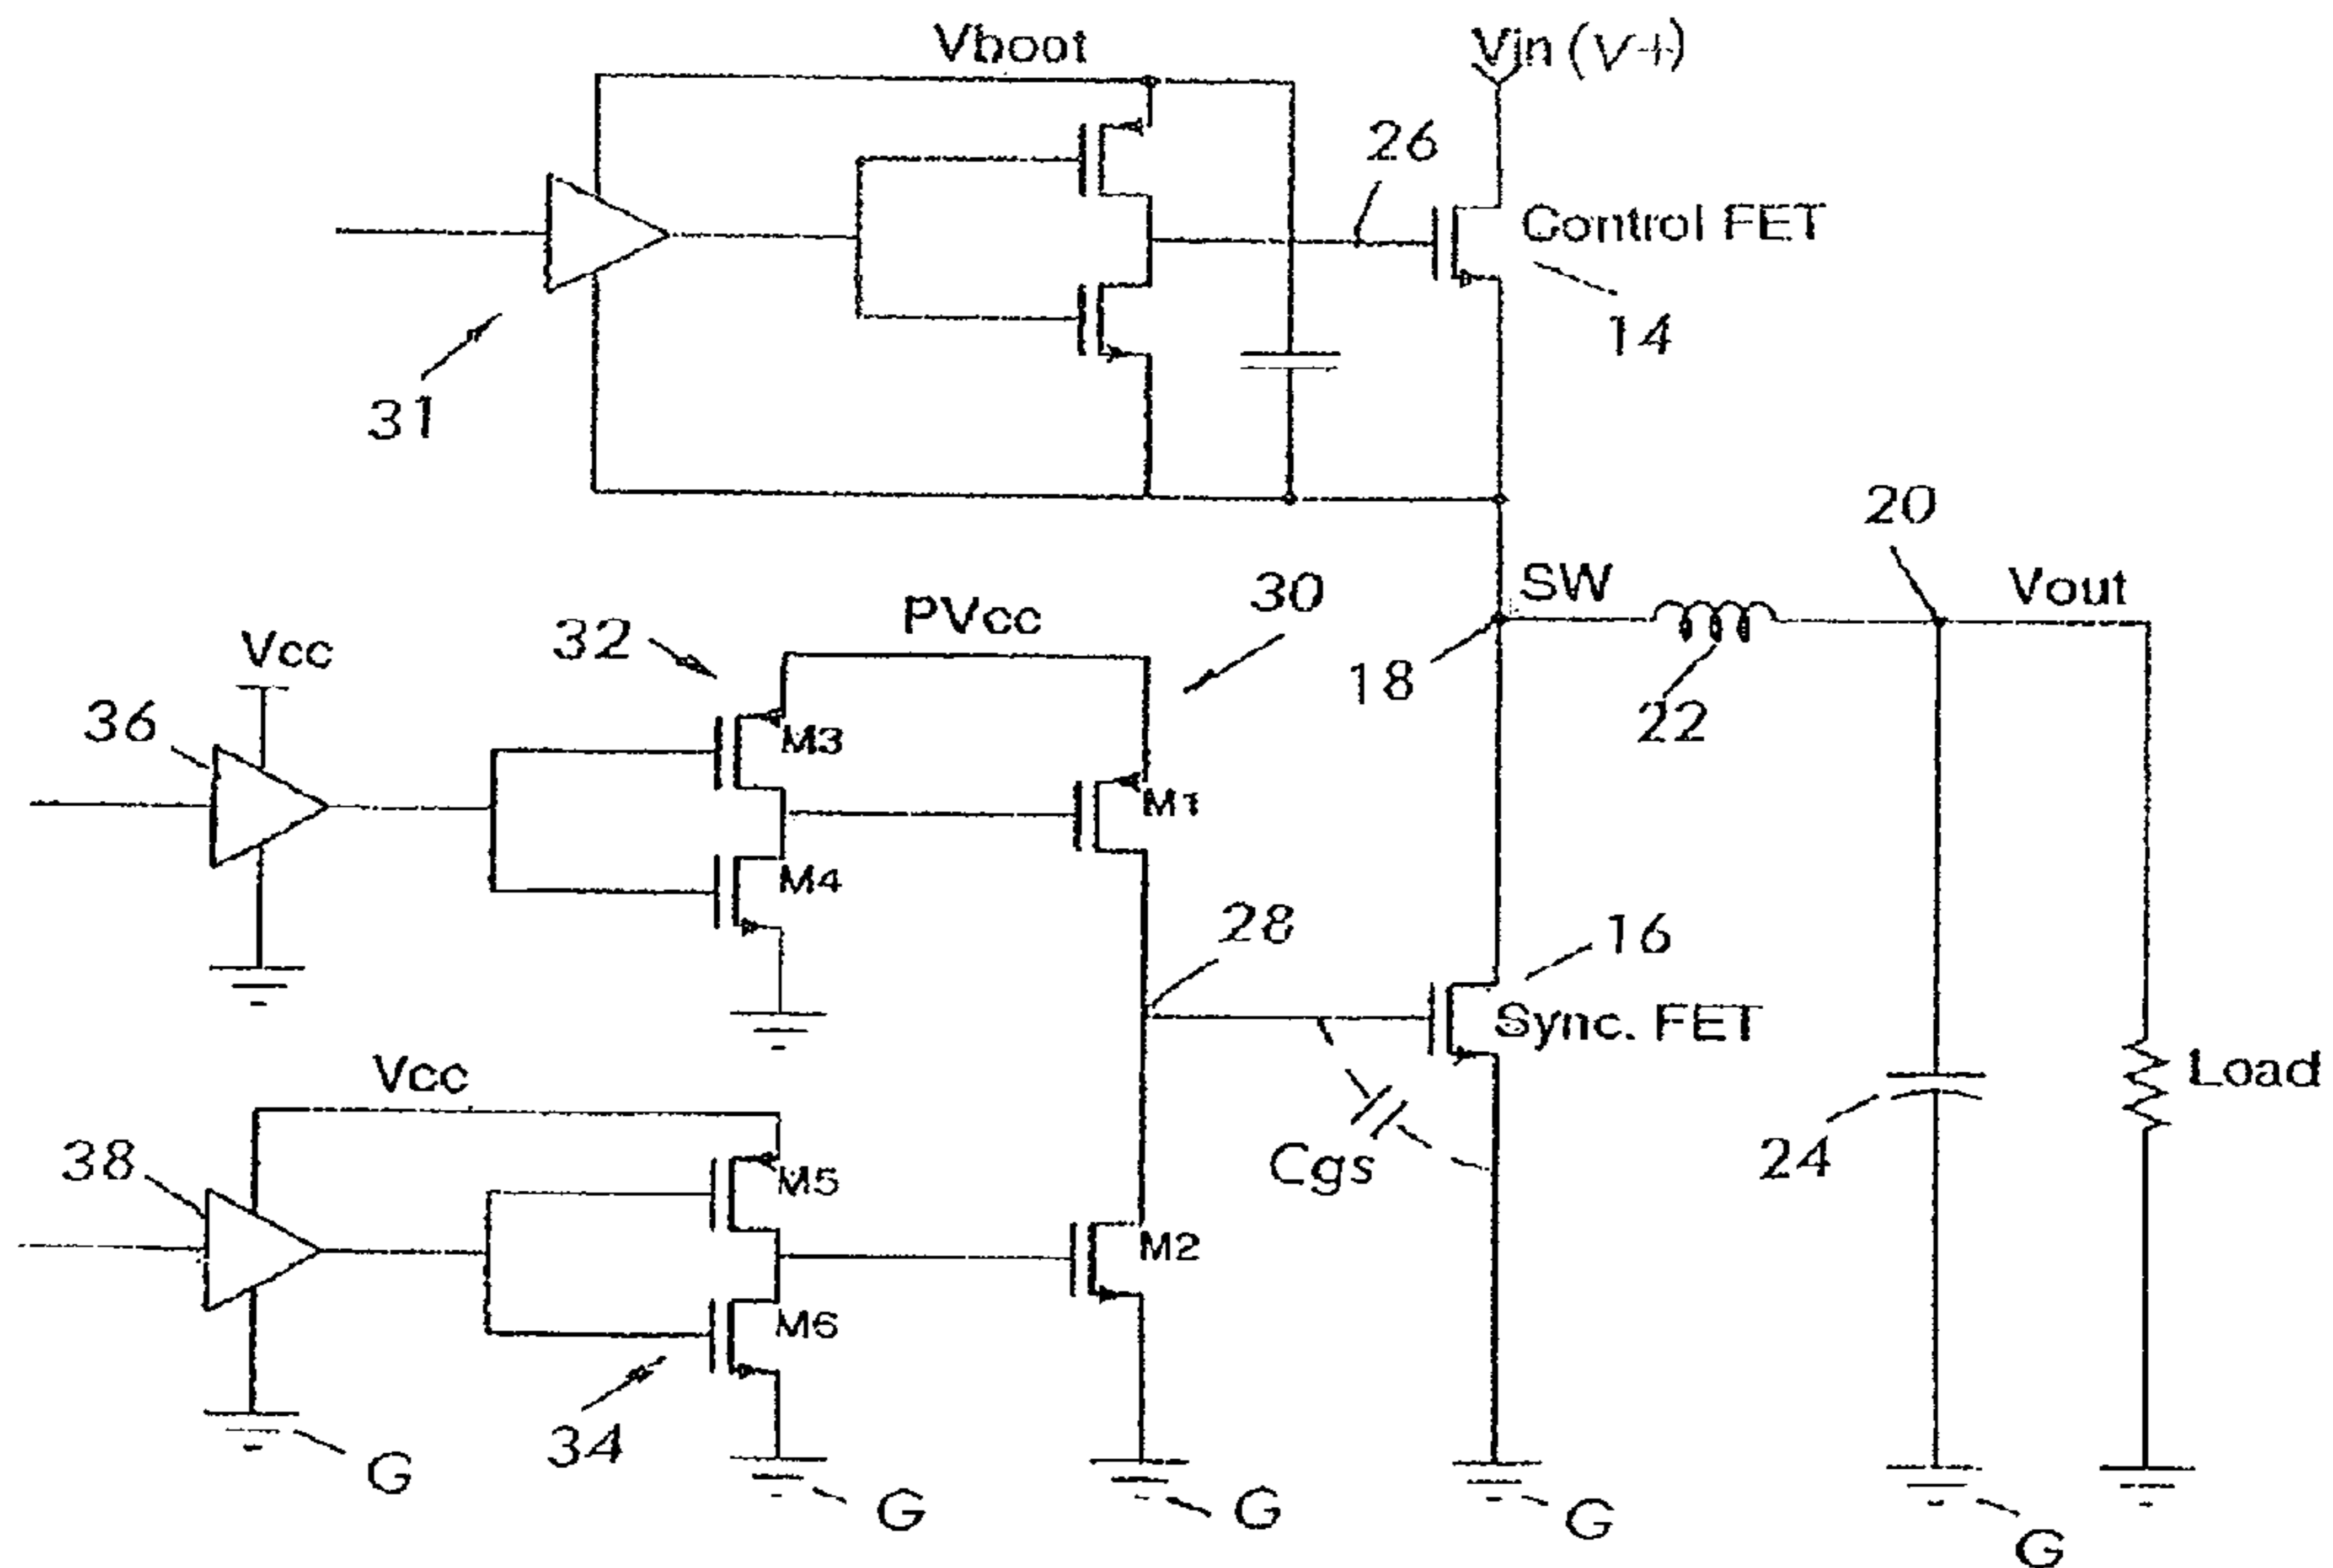 Vboot
Vin (V+)
26
Control FET
14
31
20
SW
Vout
30
PVcc
32
Vcc
18
22
36
M3
M1
M4
28
16
Sync. FET
Vcc
Load
38
M5
Cgs
24
M2
M6
34
G
G
G
G
G